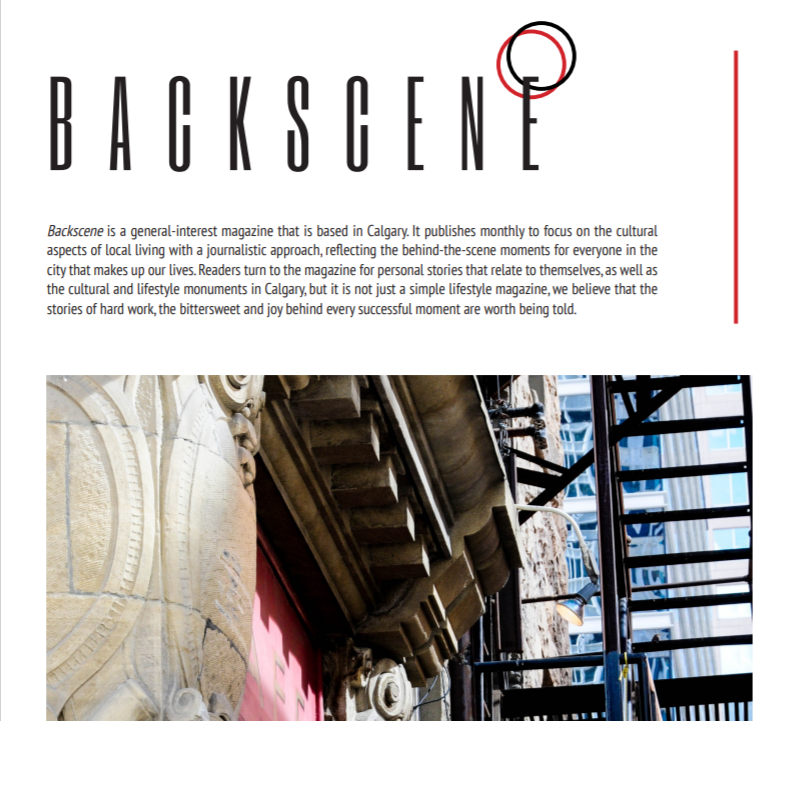 BACKSCENE
Backscene is a general-interest magazine that is based in Calgary. It publishes monthly to focus on the cultural
aspects of local living with a journalistic approach, reflecting the behind-the-scene moments for everyone in the
city that makes up our lives. Readers turn to the magazine for personal stories that relate to themselves, as well as
the cultural and lifestyle monuments in Calgary, but it is not just a simple lifestyle magazine, we believe that the
stories of hard work, the bittersweet and joy behind every successful moment are worth being told.